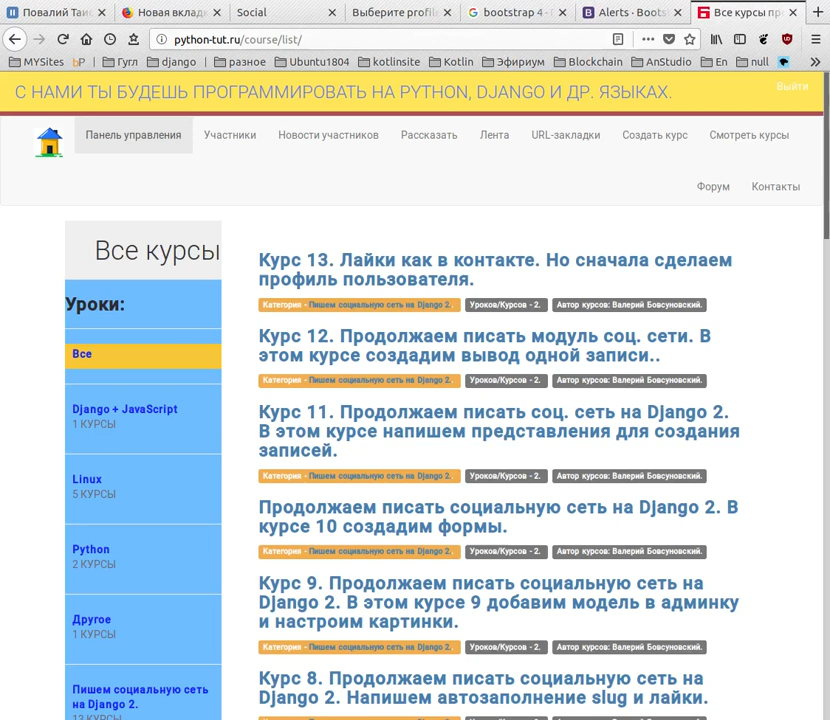 Повалий Таис
Новая вклад
Social
Выберите profil
bootstrap 4 - П
Alerts · Boots
Все курсы пр
python-tut.ru/course/list/
MYSites
bP
Гугл
django
разное
Ubuntu1804
kotlinsite
Kotlin
Эфириум
Blockchain
AnStudio
En
null
С НАМИ ТЫ БУДЕШЬ ПРОГРАММИРОВАТЬ НА PYTHON, DJANGO И ДР. ЯЗЫКАХ.
Выйти
Панель управления
Участники
Новости участников
Рассказать
Лента
URL-закладки
Создать курс
Смотреть курсы
Форум
Контакты
Все курсы
Уроки:
Все
Django + JavaScript
1 КУРСЫ
Linux
5 КУРСЫ
Python
2 КУРСЫ
Другое
1 КУРСЫ
Пишем социальную сеть
на Django 2.
13 КУРСЫ
Курс 13. Лайки как в контакте. Но сначала сделаем
профиль пользователя.
Категория - Пишем социальную сеть на Django 2. Уроков/Курсов - 2. Автор курсов: Валерий Бовсуновский.
Курс 12. Продолжаем писать модуль соц. сети. В
этом курсе создадим вывод одной записи..
Категория - Пишем социальную сеть на Django 2. Уроков/Курсов - 2. Автор курсов: Валерий Бовсуновский.
Курс 11. Продолжаем писать соц. сеть на Django 2.
В этом курсе напишем представления для создания
записей.
Категория - Пишем социальную сеть на Django 2. Уроков/Курсов - 2. Автор курсов: Валерий Бовсуновский.
Продолжаем писать социальную сеть на Django 2. В
курсе 10 создадим формы.
Категория - Пишем социальную сеть на Django 2. Уроков/Курсов - 2. Автор курсов: Валерий Бовсуновский.
Курс 9. Продолжаем писать социальную сеть на
Django 2. В этом курсе 9 добавим модель в админку
и настроим картинки.
Категория - Пишем социальную сеть на Django 2. Уроков/Курсов - 2. Автор курсов: Валерий Бовсуновский.
Курс 8. Продолжаем писать социальную сеть на
Django 2. Напишем автозаполнение slug и лайки.